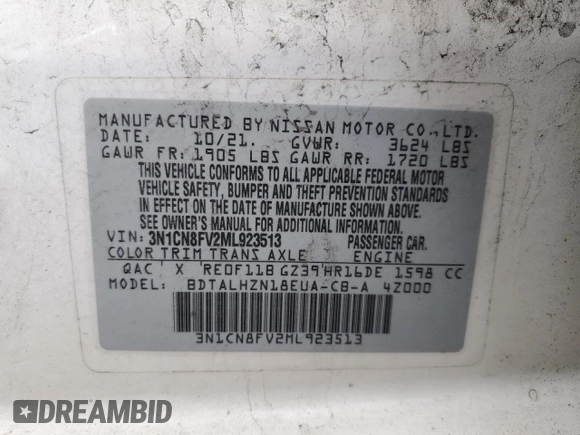 MANUFACTURED BY NISSAN MOTOR CO., LTD.
DATE: 10/21. GVWR: 3624 LBS
GAWR FR: 1905 LBS GAWR RR: 1720 LBS
THIS VEHICLE CONFORMS TO ALL APPLICABLE FEDERAL MOTOR
VEHICLE SAFETY, BUMPER AND THEFT PREVENTION STANDARDS
IN EFFECT ON THE DATE OF MANUFACTURE SHOWN ABOVE.
SEE OWNER'S MANUAL FOR ADDITIONAL INFORMATION.
VIN: 3N1CN8FV2ML923513 PASSENGER CAR.
COLOR TRIM TRANS AXLE ENGINE
QAC X RE0F11B GZ39 HR16DE 1598 CC
MODEL: BDTALHZN18EUA-CB-A 4Z000
3N1CN8FV2ML923513
DREAMBID